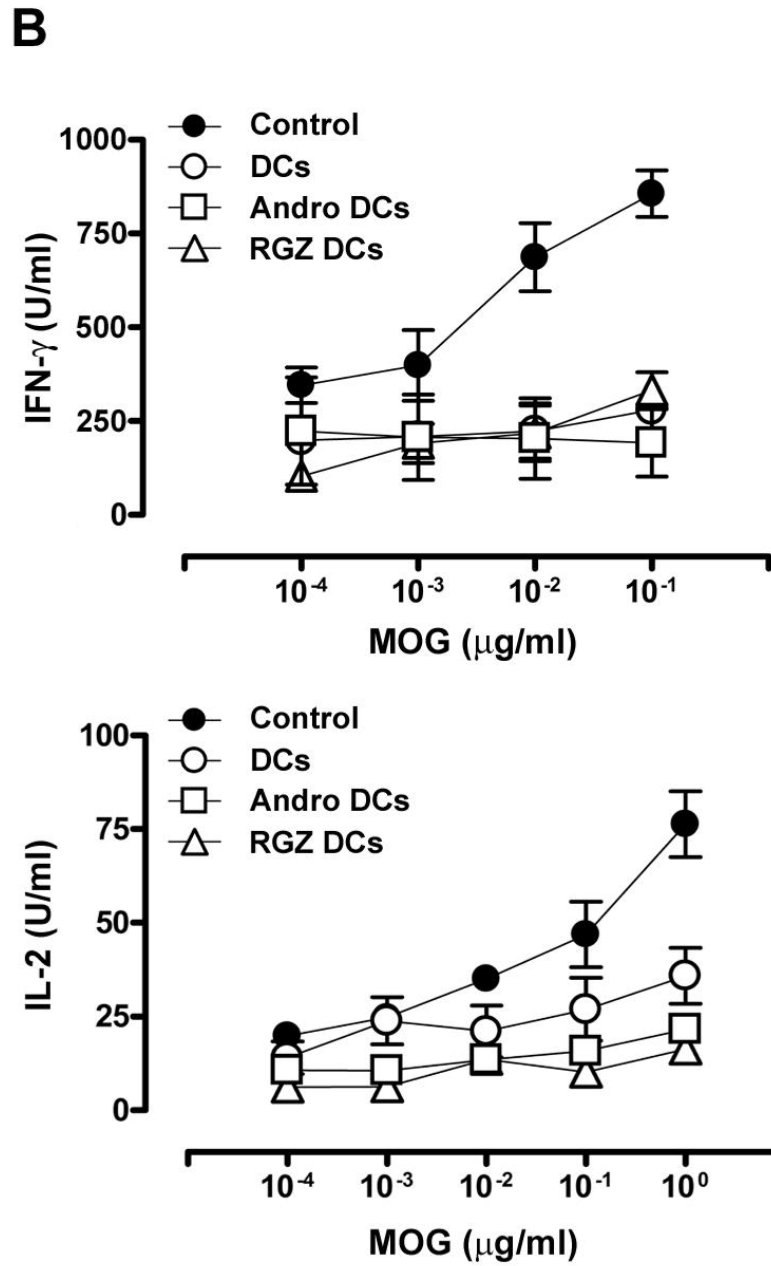 B
1000
750
500
250
0
IFN-γ (U/ml)
Control
DCs
Andro DCs
RGZ DCs
10⁻⁴ 10⁻³ 10⁻² 10⁻¹
MOG (μg/ml)
100
75
50
25
0
IL-2 (U/ml)
Control
DCs
Andro DCs
RGZ DCs
10⁻⁴ 10⁻³ 10⁻² 10⁻¹ 10⁰
MOG (μg/ml)